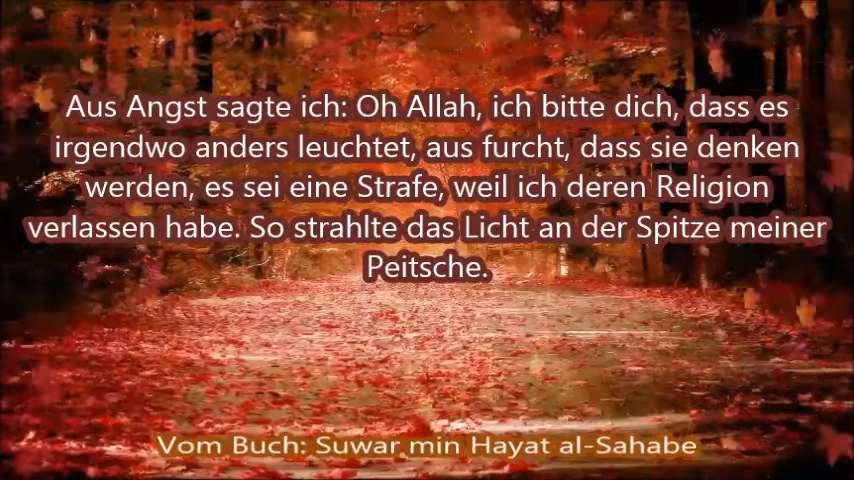 Aus Angst sagte ich: Oh Allah, ich bitte dich, dass es
irgendwo anders leuchtet, aus furcht, dass sie denken
werden, es sei eine Strafe, weil ich deren Religion
verlassen habe. So strahlte das Licht an der Spitze meiner
Peitsche.
Vom Buch: Suwar min Hayat al-Sahabe